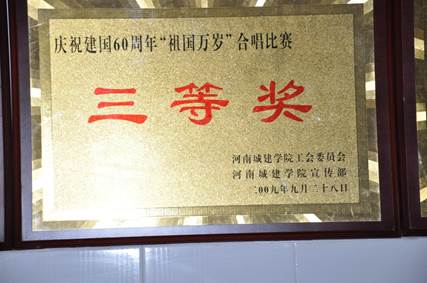 庆祝建国60周年“祖国万岁”合唱比赛
三等奖
河南城建学院工会委员会
河南城建学院宣传部
二00九年九月二十八日